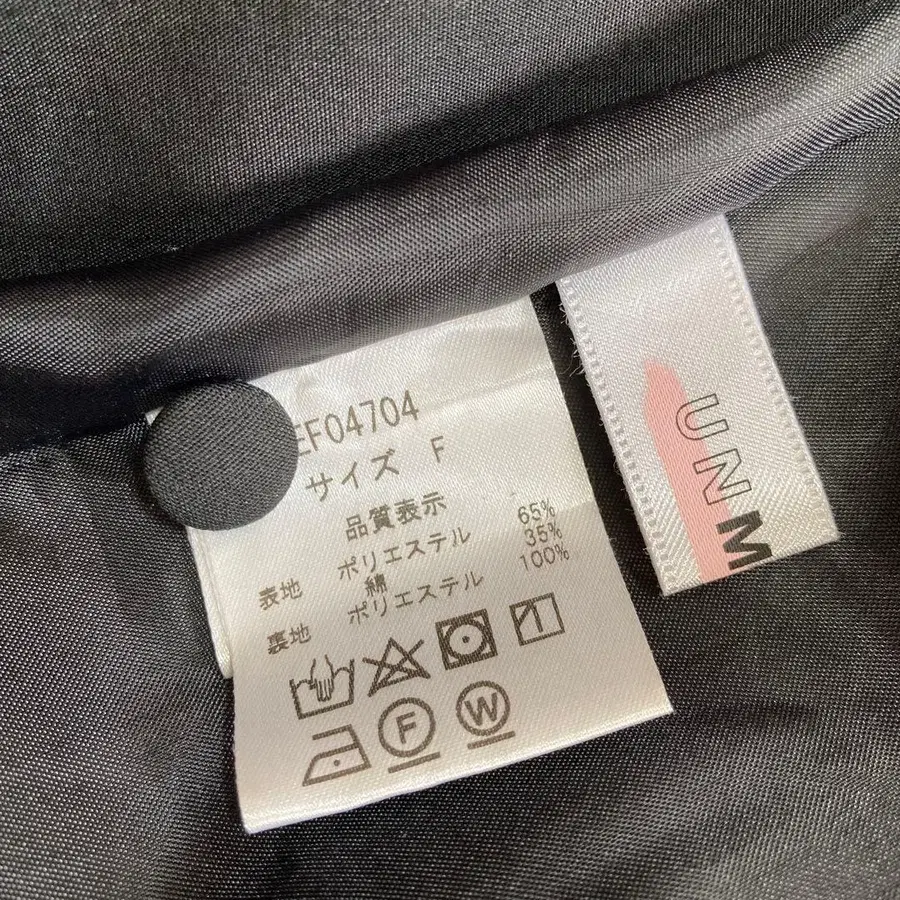 EF04704
サイズ F
品質表示
表地 ポリエステル 65%
綿 35%
裏地 ポリエステル 100%
F W
UNM